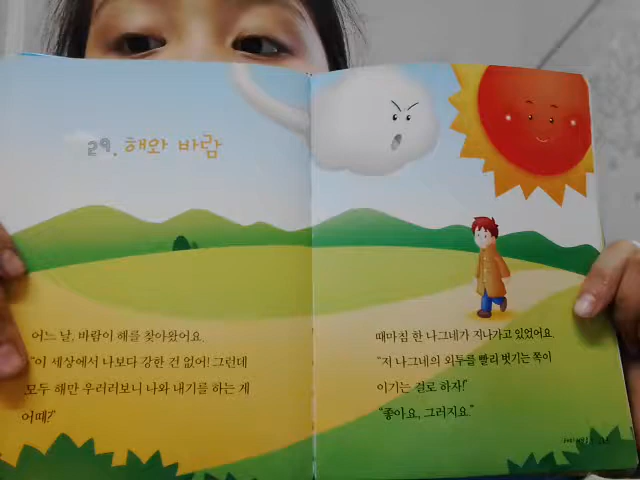 29. 해와 바람
어느 날, 바람이 해를 찾아왔어요.
"이 세상에서 나보다 강한 건 없어! 그런데
모두 해만 우러러보니 나와 내기를 하는 게
어때?"
때마침 한 나그네가 지나가고 있었어요.
"저 나그네의 외투를 빨리 벗기는 쪽이
이기는 걸로 하자!"
"좋아요, 그러지요."